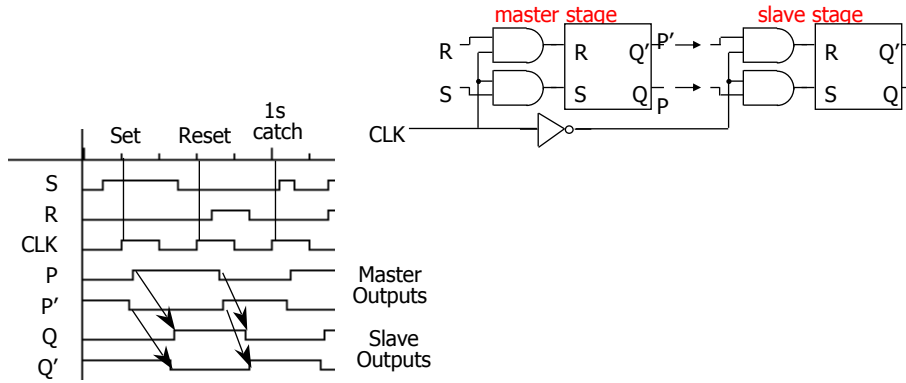 master stage
slave stage
R
S
CLK
R
Q'
S
Q
P'
P
R
Q'
S
Q
Set
Reset
1s
catch
S
R
CLK
P
P'
Q
Q'
Master
Outputs
Slave
Outputs